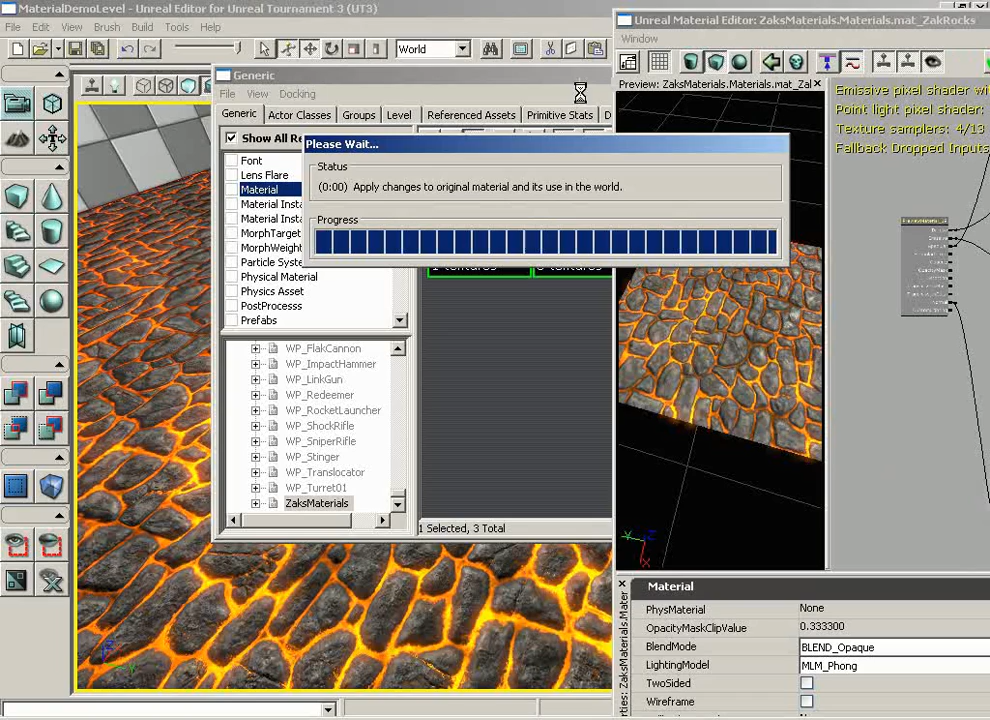 MaterialDemoLevel - Unreal Editor for Unreal Tournament 3 (UT3)
File Edit View Brush Build Tools Help
World
Unreal Material Editor: ZaksMaterials.Materials.mat_ZakRocks
Window
Preview: ZaksMaterials.Materials.mat_Zal
Emissive pixel shader wit
Point light pixel shader:
Texture samplers: 4/13
Fallback Dropped Inputs
Generic
File View Docking
Generic Actor Classes Groups Level Referenced Assets Primitive Stats D
Show All Re
Font
Lens Flare
Material
Material Insta
Material Insta
MorphTarget
MorphWeight
Particle Syste
Physical Material
Physics Asset
PostProcesss
Prefabs
Please Wait...
Status
(0:00) Apply changes to original material and its use in the world.
Progress
WP_FlakCannon
WP_ImpactHammer
WP_LinkGun
WP_Redeemer
WP_RocketLauncher
WP_ShockRifle
WP_SniperRifle
WP_Stinger
WP_Translocator
WP_Turret01
ZaksMaterials
1 Selected, 3 Total
rties: ZaksMaterials.Mater
Material
PhysMaterial None
OpacityMaskClipValue 0.333300
BlendMode BLEND_Opaque
LightingModel MLM_Phong
TwoSided
Wireframe